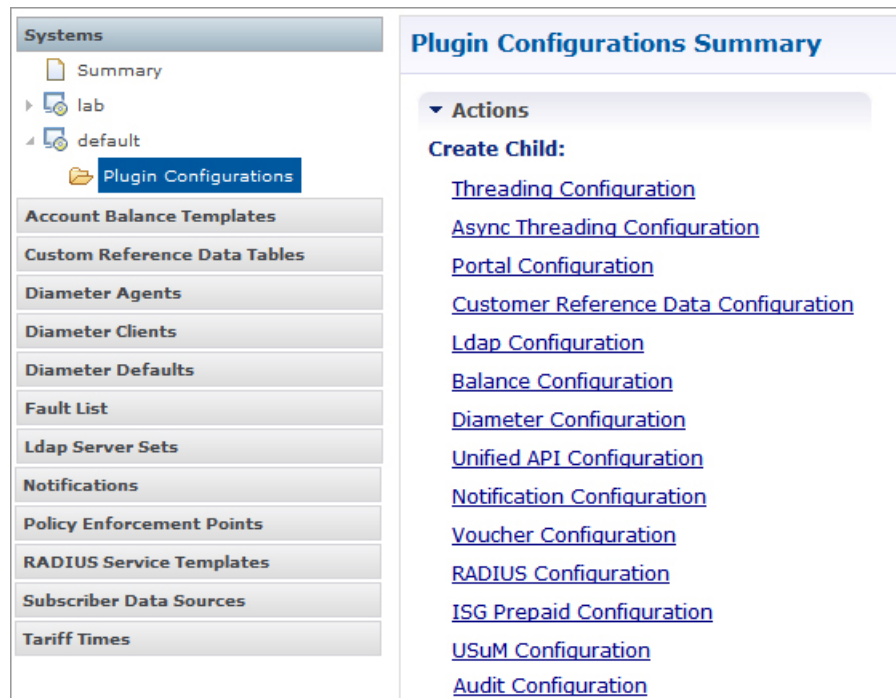 Systems
Summary
lab
default
Plugin Configurations
Account Balance Templates
Custom Reference Data Tables
Diameter Agents
Diameter Clients
Diameter Defaults
Fault List
Ldap Server Sets
Notifications
Policy Enforcement Points
RADIUS Service Templates
Subscriber Data Sources
Tariff Times
Plugin Configurations Summary
Actions
Create Child:
Threading Configuration
Async Threading Configuration
Portal Configuration
Customer Reference Data Configuration
Ldap Configuration
Balance Configuration
Diameter Configuration
Unified API Configuration
Notification Configuration
Voucher Configuration
RADIUS Configuration
ISG Prepaid Configuration
USuM Configuration
Audit Configuration